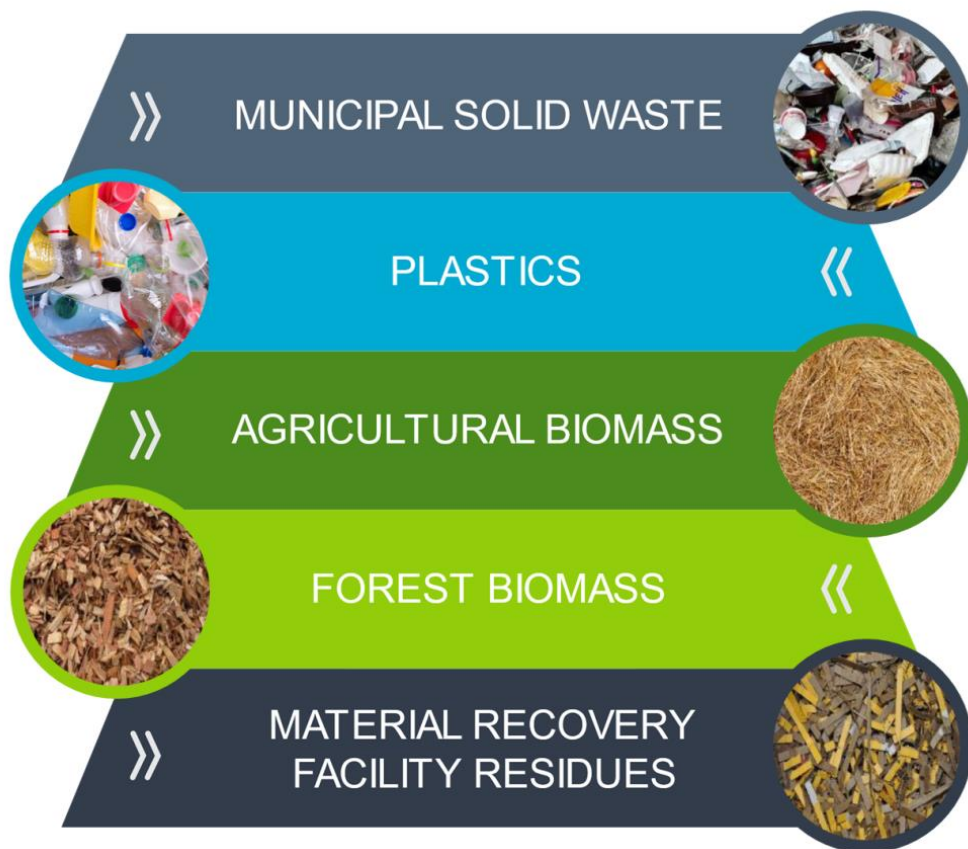 MUNICIPAL SOLID WASTE
PLASTICS
AGRICULTURAL BIOMASS
FOREST BIOMASS
MATERIAL RECOVERY
FACILITY RESIDUES